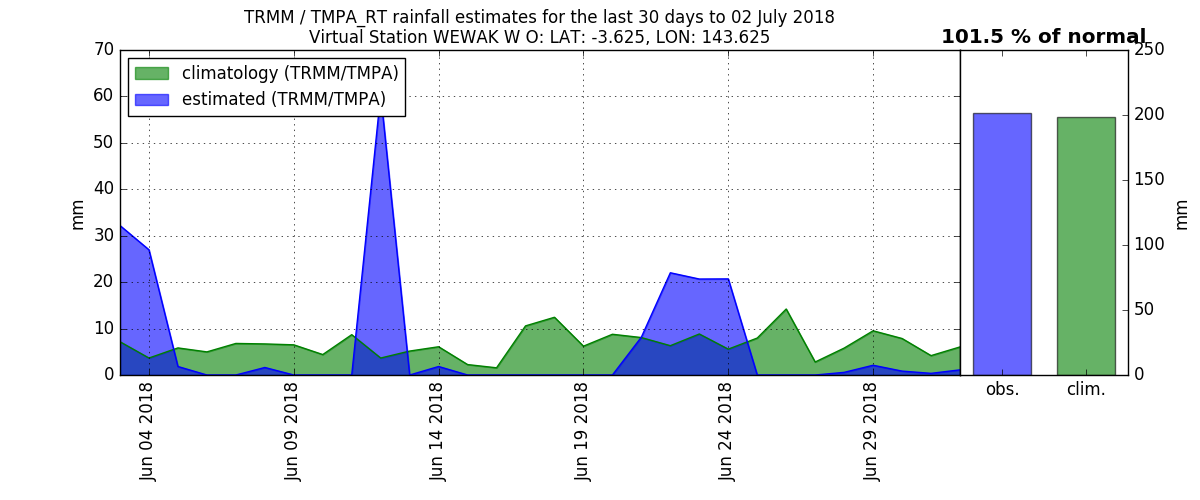 TRMM / TMPA_RT rainfall estimates for the last 30 days to 02 July 2018
Virtual Station WEWAK W O: LAT: -3.625, LON: 143.625
101.5 % of normal
climatology (TRMM/TMPA)
estimated (TRMM/TMPA)
70
60
50
40
30
20
10
0
mm
Jun 04 2018
Jun 09 2018
Jun 14 2018
Jun 19 2018
Jun 24 2018
Jun 29 2018
obs.
clim.
250
200
150
100
50
0
mm